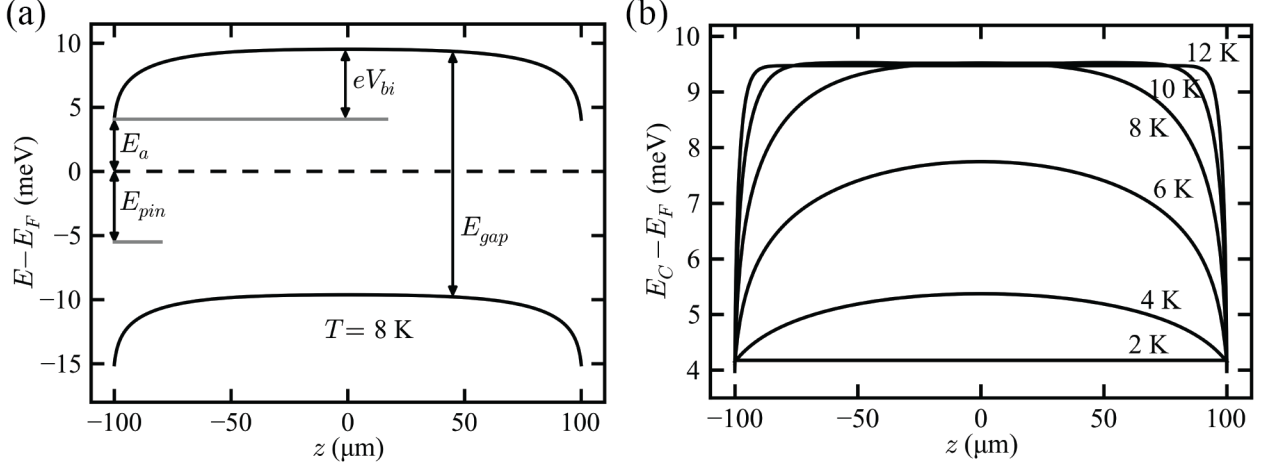 (a)
10
5
0
−5
−10
−15
E−E_F (meV)
eV_bi
E_a
E_pin
E_gap
T = 8 K
−100
−50
0
50
100
z (μm)
(b)
10
9
8
7
6
5
4
E_C−E_F (meV)
12 K
10 K
8 K
6 K
4 K
2 K
−100
−50
0
50
100
z (μm)